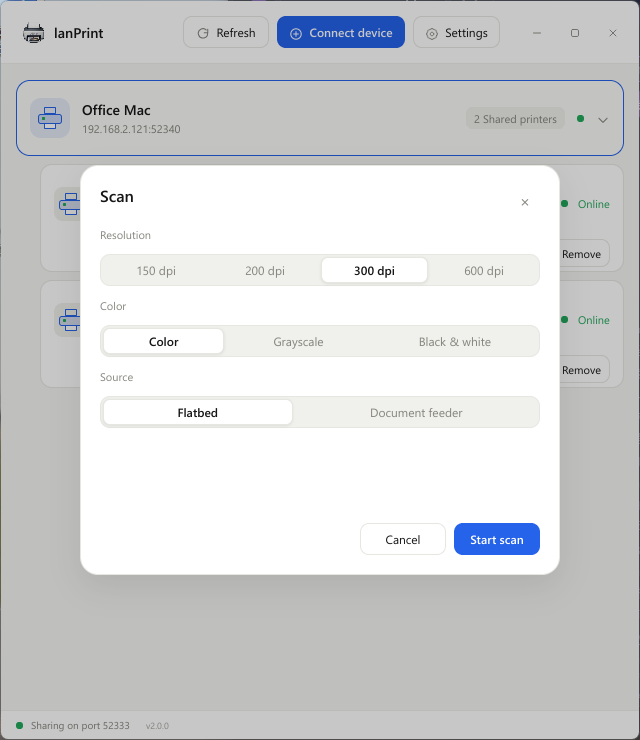 lanPrint
Refresh
Connect device
Settings
Office Mac
192.168.2.121:52340
2 Shared printers
Online
Remove
Online
Remove
Scan
Resolution
150 dpi
200 dpi
300 dpi
600 dpi
Color
Color
Grayscale
Black & white
Source
Flatbed
Document feeder
Cancel
Start scan
Sharing on port 52333
v2.0.0